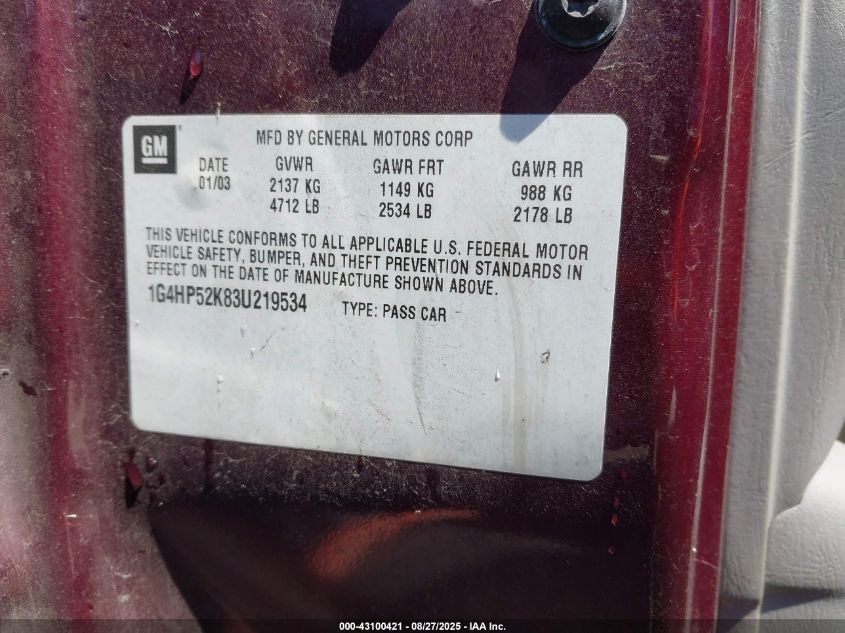 GM
MFD BY GENERAL MOTORS CORP
DATE GVWR GAWR FRT GAWR RR
01/03 2137 KG 1149 KG 988 KG
4712 LB 2534 LB 2178 LB
THIS VEHICLE CONFORMS TO ALL APPLICABLE U.S. FEDERAL MOTOR
VEHICLE SAFETY, BUMPER, AND THEFT PREVENTION STANDARDS IN
EFFECT ON THE DATE OF MANUFACTURE SHOWN ABOVE.
1G4HP52K83U219534 TYPE: PASS CAR
000-43100421 - 08/27/2025 - IAA Inc.